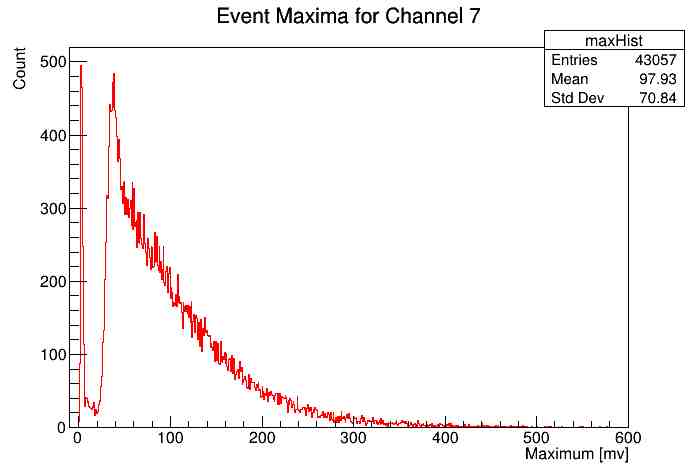 Event Maxima for Channel 7
maxHist
Entries 43057
Mean 97.93
Std Dev 70.84
Count
500
400
300
200
100
0
0 100 200 300 400 500 600
Maximum [mv]